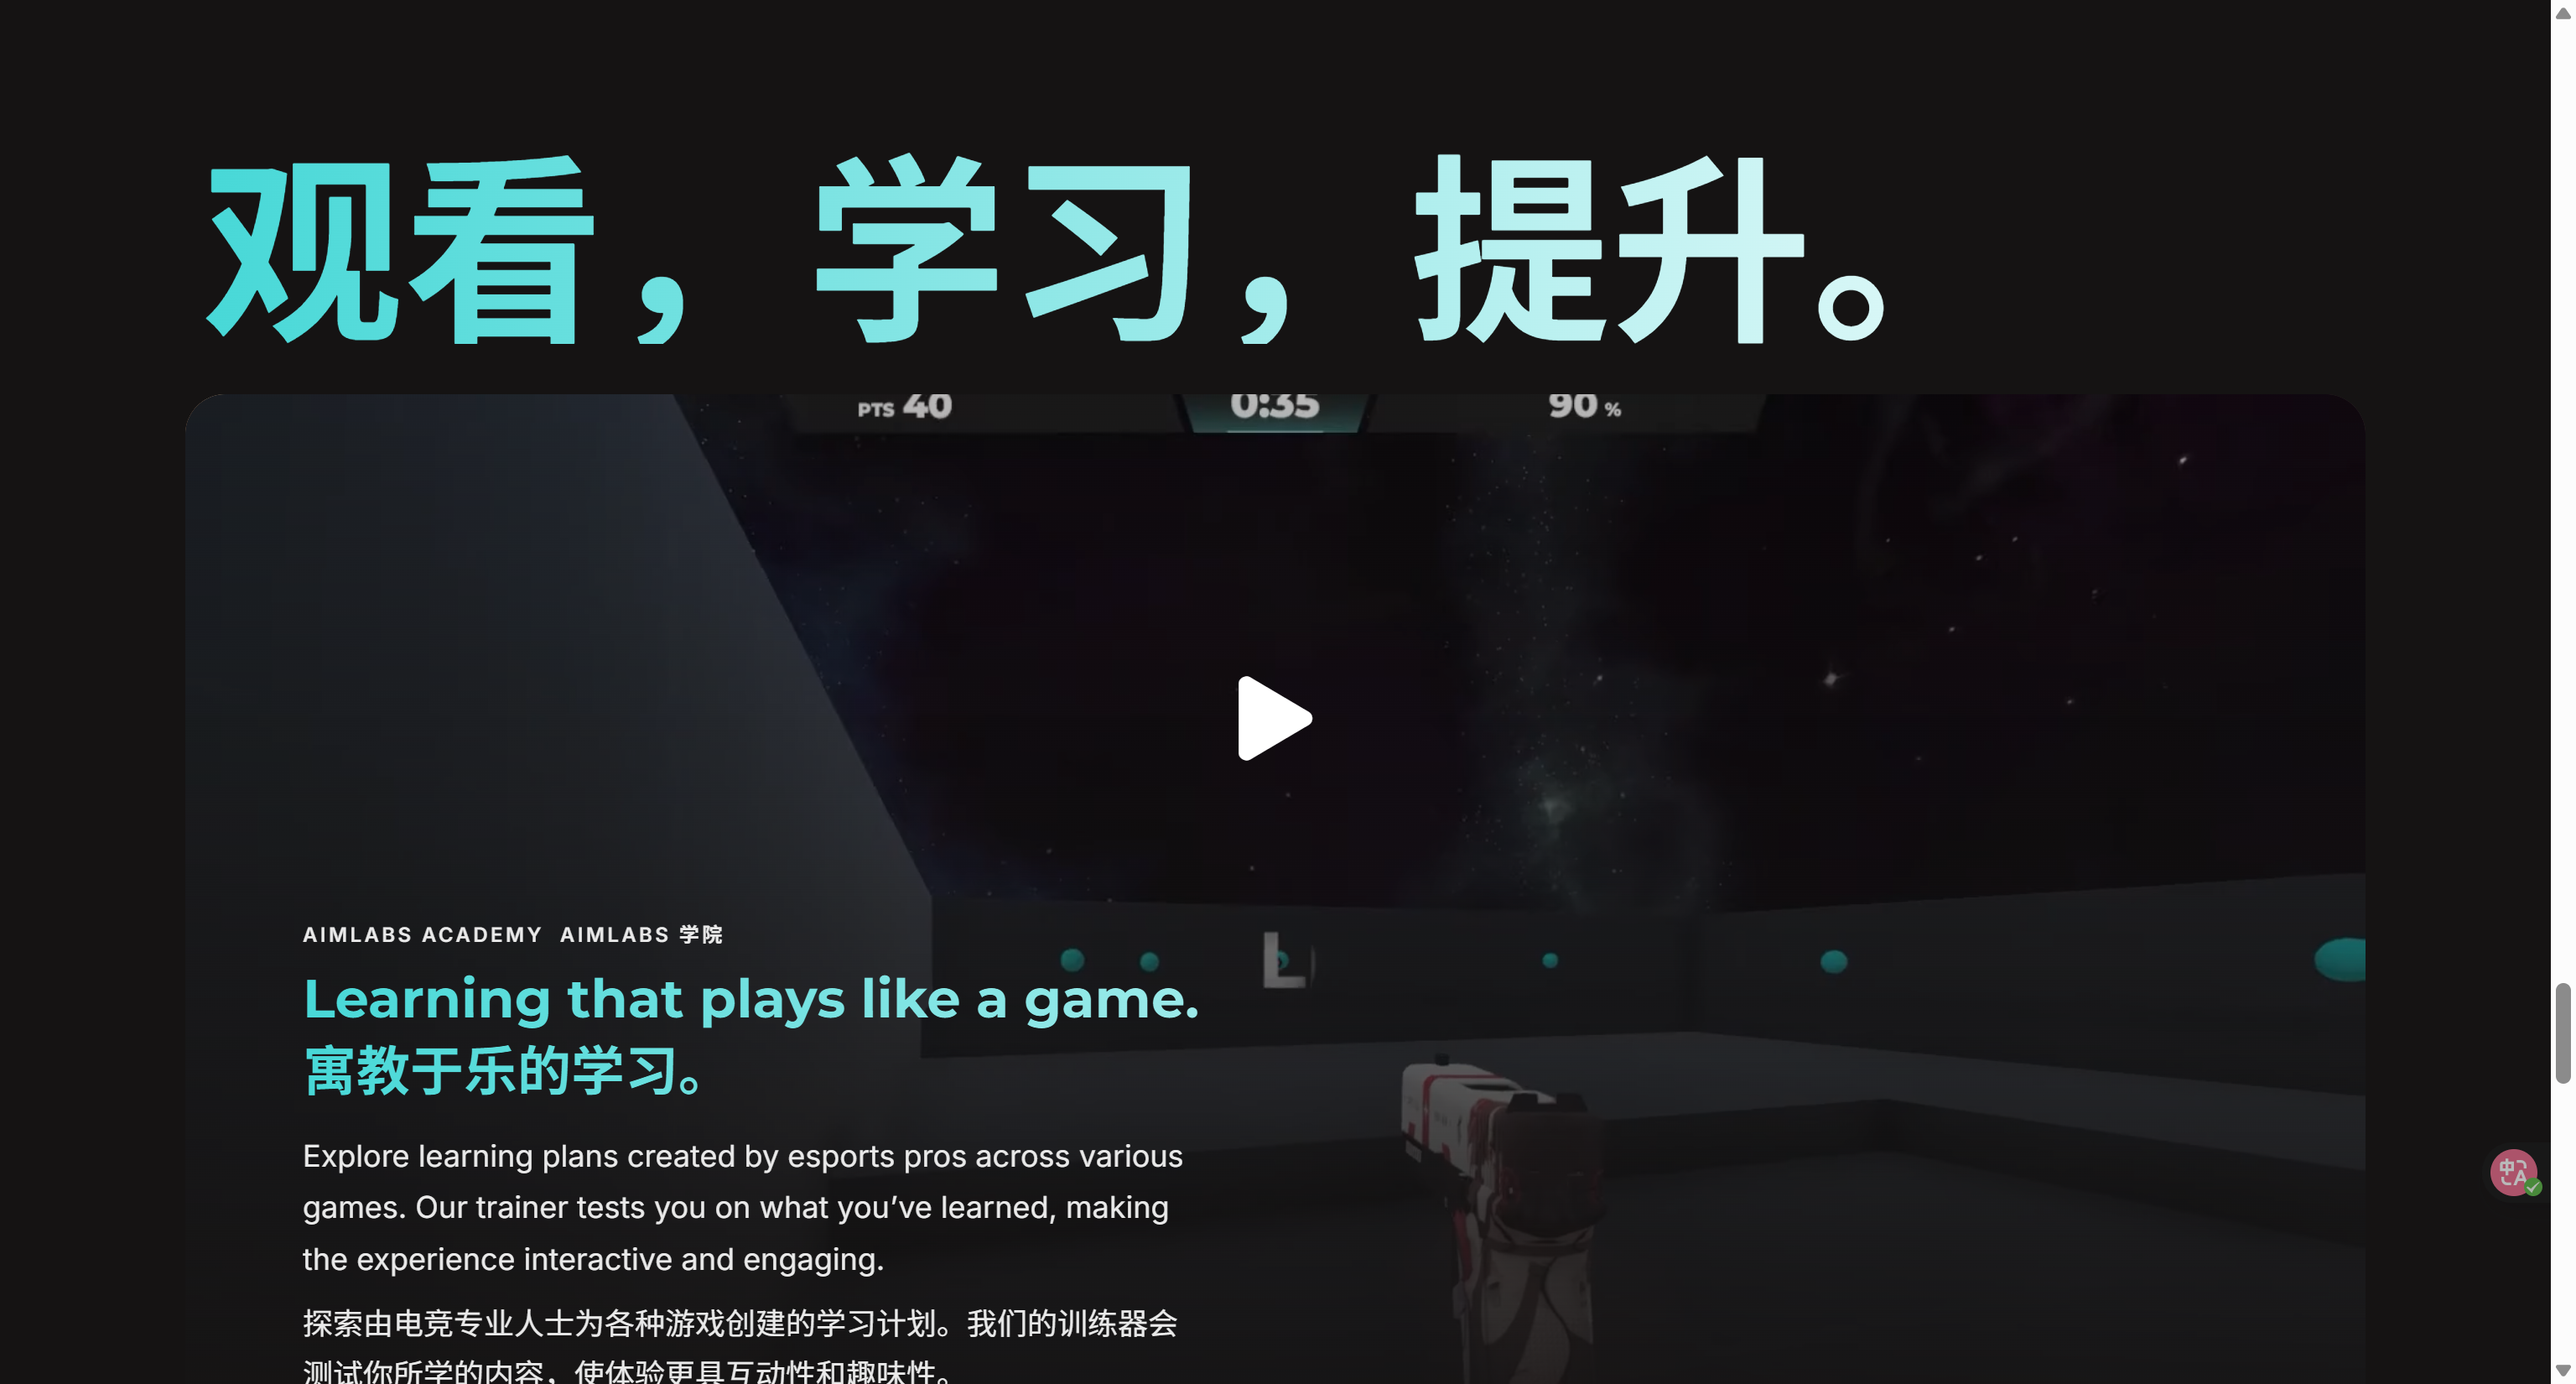 观看，学习，提升。
PTS 40
0:35
90 %
AIMLABS ACADEMY AIMLABS 学院
Learning that plays like a game.
寓教于乐的学习。
Explore learning plans created by esports pros across various
games. Our trainer tests you on what you’ve learned, making
the experience interactive and engaging.
探索由电竞专业人士为各种游戏创建的学习计划。我们的训练器会
测试你所学的内容，使体验更具互动性和趣味性。
L
中 A